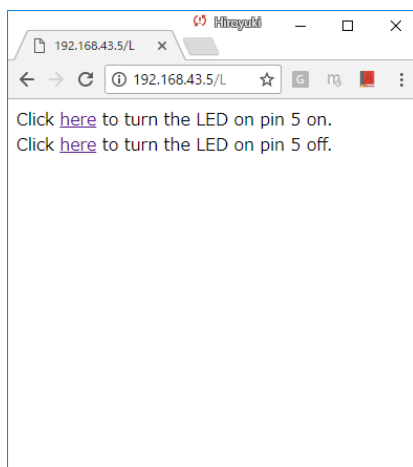 Hiroyuki
192.168.43.5/L
192.168.43.5/L
Click here to turn the LED on pin 5 on.
Click here to turn the LED on pin 5 off.